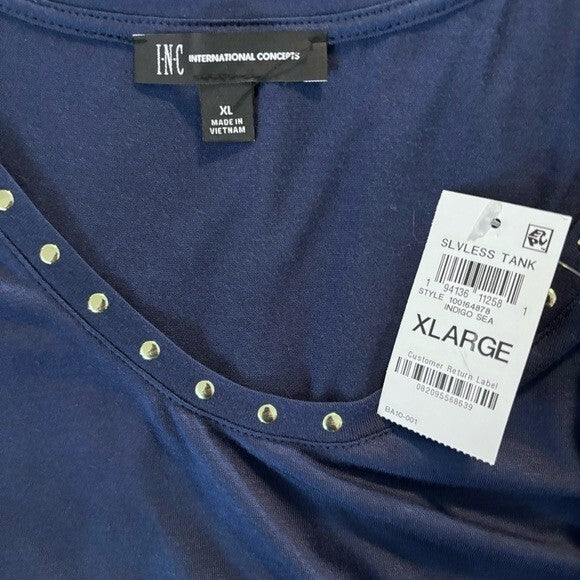 I·N·C INTERNATIONAL CONCEPTS
XL
MADE IN
VIETNAM
SLVLESS TANK
1 94136 11258 1
STYLE 100164878
INDIGO SEA
XLARGE
Customer Return Label
082095568639
BA10-001